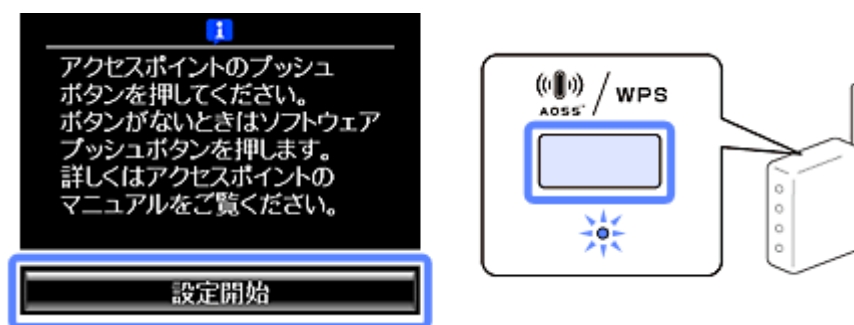 アクセスポイントのプッシュ
ボタンを押してください。
ボタンがないときはソフトウェア
プッシュボタンを押します。
詳しくはアクセスポイントの
マニュアルをご覧ください。
設定開始
AOSS™ / WPS